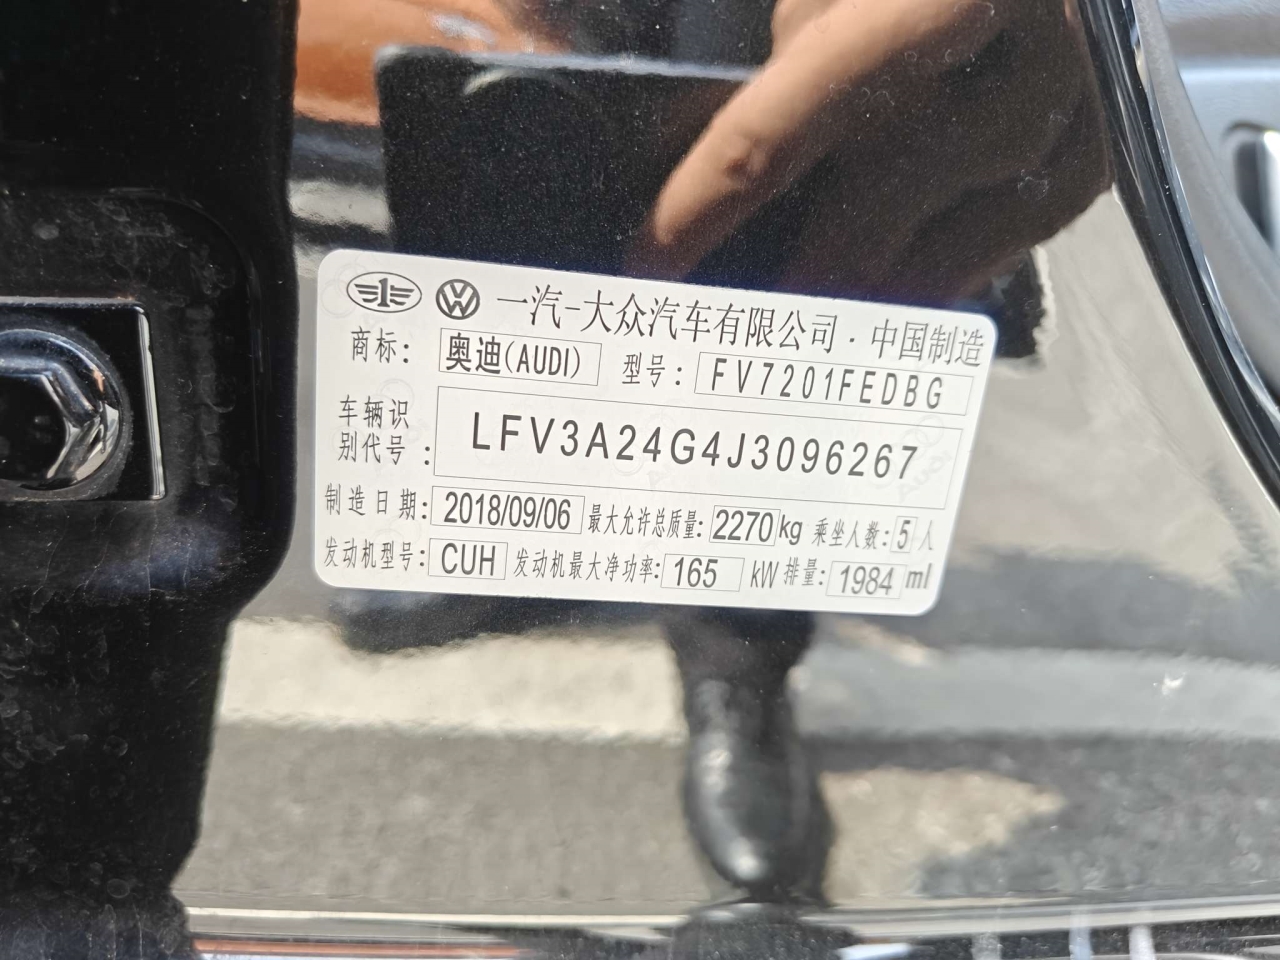 一汽-大众汽车有限公司·中国制造
商标: 奥迪(AUDI) 型号: FV7201FEDBG
车辆识
别代号: LFV3A24G4J3096267
制造日期: 2018/09/06 最大允许总质量: 2270 kg 乘坐人数: 5 人
发动机型号: CUH 发动机最大净功率: 165 kW 排量: 1984 ml